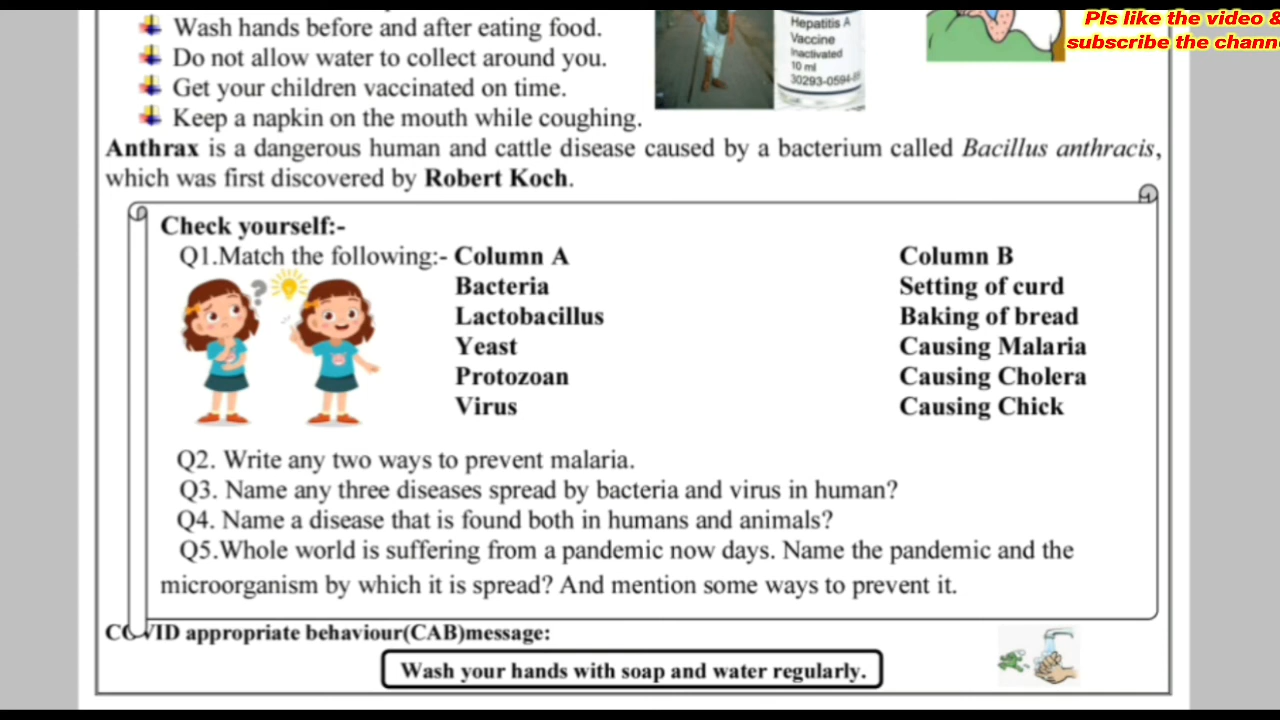 Pls like the video &
subscribe the
Wash hands before and after eating food.
Do not allow water to collect around you.
Get your children vaccinated on time.
Keep a napkin on the mouth while coughing.
Hepatitis A
Vaccine
Inactivated
10 ml
Anthrax is a dangerous human and cattle disease caused by a bacterium called Bacillus anthracis,
which was first discovered by Robert Koch.
Check yourself:-
Q1.Match the following:- Column A Column B
Bacteria Setting of curd
Lactobacillus Baking of bread
Yeast Causing Malaria
Protozoan Causing Cholera
Virus Causing Chick
Q2. Write any two ways to prevent malaria.
Q3. Name any three diseases spread by bacteria and virus in human?
Q4. Name a disease that is found both in humans and animals?
Q5.Whole world is suffering from a pandemic now days. Name the pandemic and the
microorganism by which it is spread? And mention some ways to prevent it.
COVID appropriate behaviour(CAB)message:
Wash your hands with soap and water regularly.